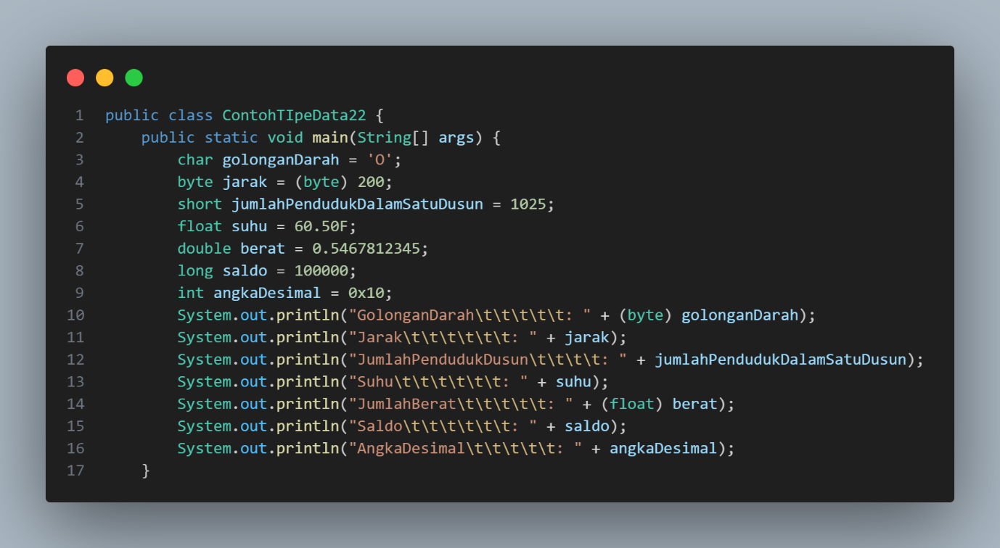 1 public class ContohTIpeData22 {
2     public static void main(String[] args) {
3         char golonganDarah = 'O';
4         byte jarak = (byte) 200;
5         short jumlahPendudukDalamSatuDusun = 1025;
6         float suhu = 60.50F;
7         double berat = 0.5467812345;
8         long saldo = 100000;
9         int angkaDesimal = 0x10;
10         System.out.println("GolonganDarah\t\t\t\t\t: " + (byte) golonganDarah);
11         System.out.println("Jarak\t\t\t\t\t\t: " + jarak);
12         System.out.println("JumlahPendudukDusun\t\t\t\t: " + jumlahPendudukDalamSatuDusun);
13         System.out.println("Suhu\t\t\t\t\t\t: " + suhu);
14         System.out.println("JumlahBerat\t\t\t\t\t: " + (float) berat);
15         System.out.println("Saldo\t\t\t\t\t\t: " + saldo);
16         System.out.println("AngkaDesimal\t\t\t\t\t: " + angkaDesimal);
17     }